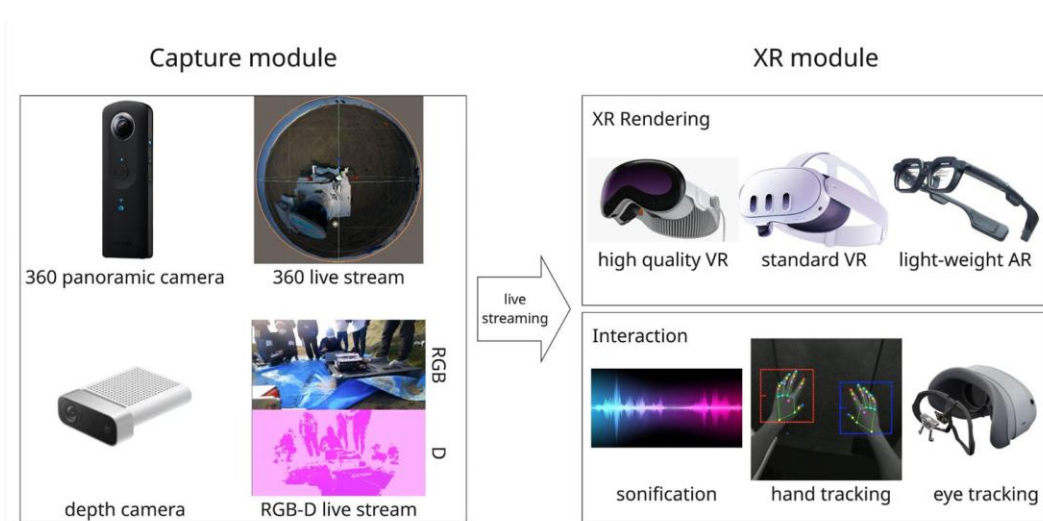 Capture module
360 panoramic camera
360 live stream
depth camera
RGB
D
RGB-D live stream
live
streaming
XR module
XR Rendering
high quality VR
standard VR
light-weight AR
Interaction
sonification
hand tracking
eye tracking